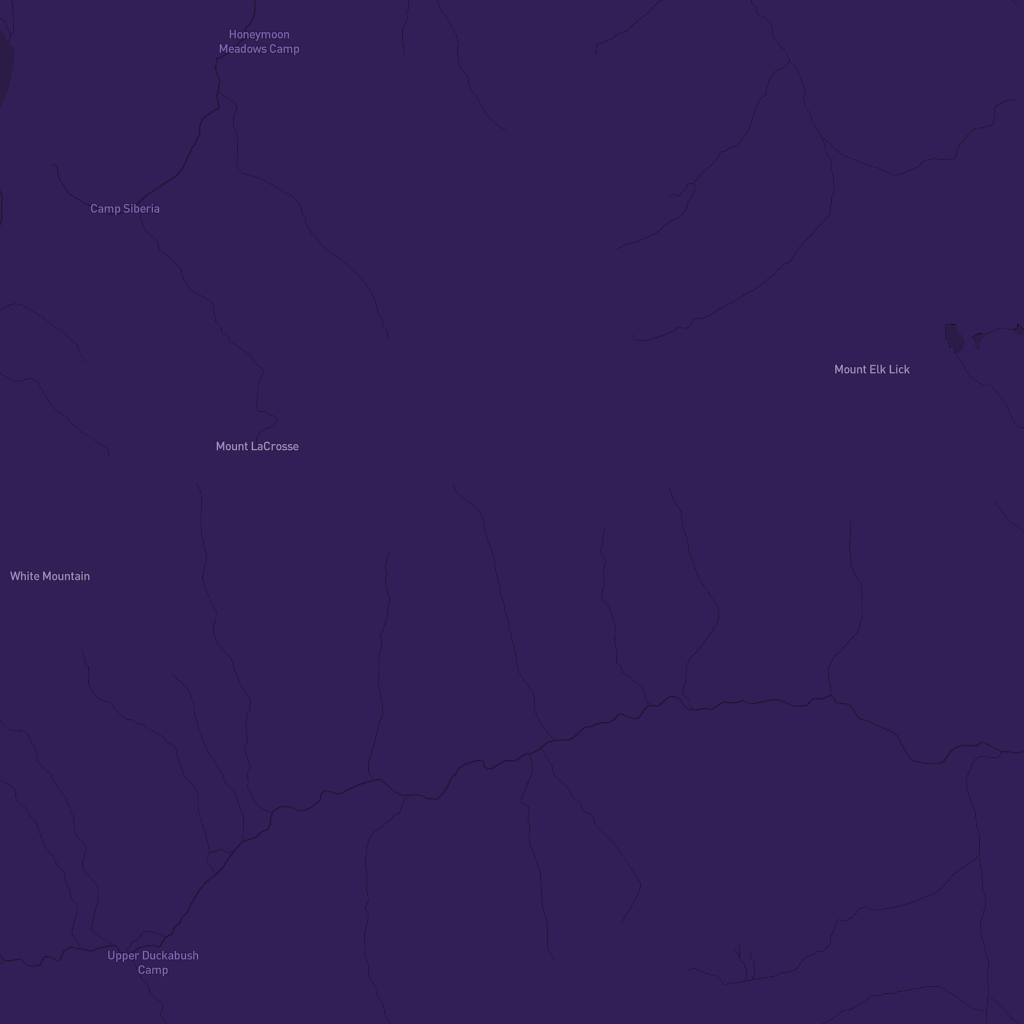 Honeymoon
Meadows Camp
Camp Siberia
Mount Elk Lick
Mount LaCrosse
White Mountain
Upper Duckabush
Camp